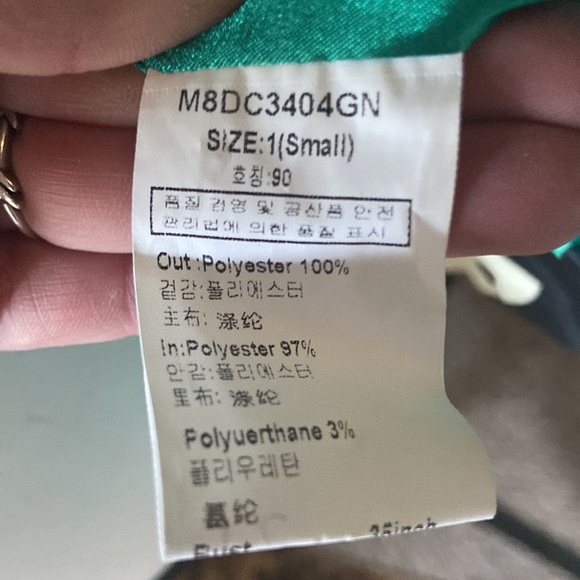 M8DC3404GN
SIZE:1(Small)
호칭:90
품질 경영 및 공산품 안전
관리법에 의한 품질 표시
Out :Polyester 100%
겉감:폴리에스터
主布: 涤纶
In:Polyester 97%
안감:폴리에스터
里布: 涤纶
Polyuerthane 3%
폴리우레탄
氨纶
Bust 35inch